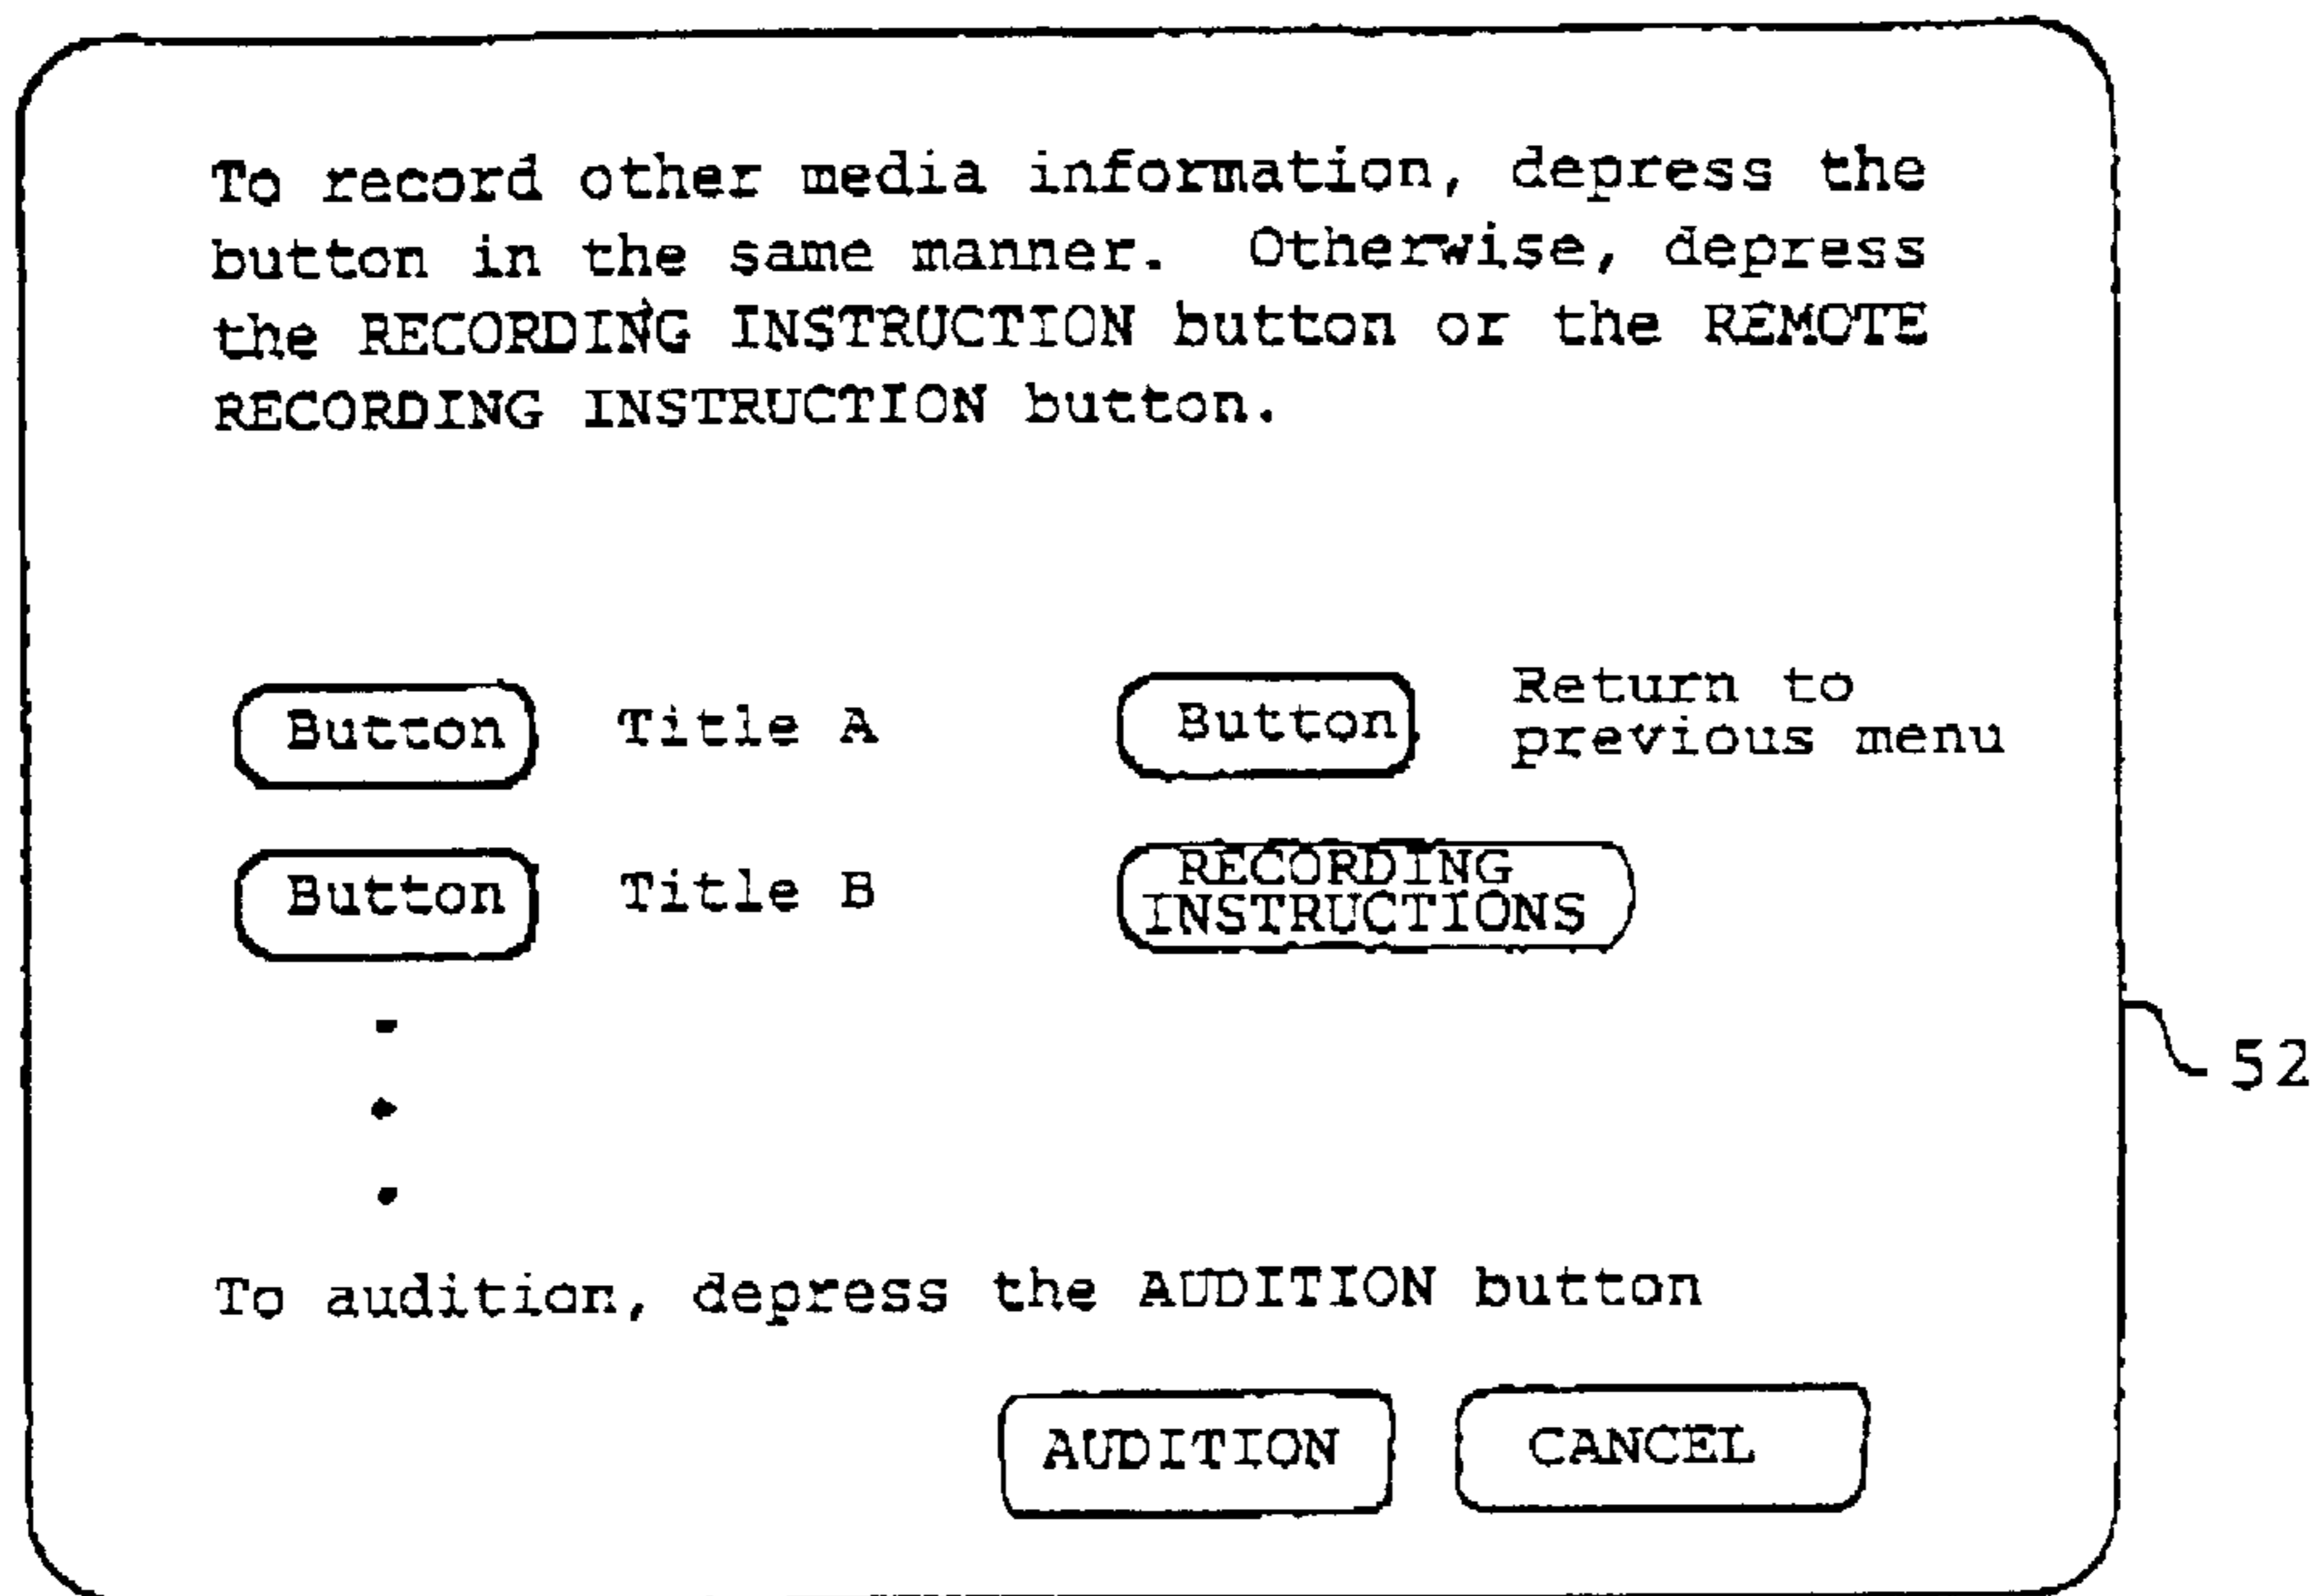 To record other media information, depress the
button in the same manner. Otherwise, depress
the RECORDING INSTRUCTION button or the REMOTE
RECORDING INSTRUCTION button.
Button Title A
Button Return to
previous menu
Button Title B
RECORDING
INSTRUCTIONS
52
To audition, depress the AUDITION button
AUDITION CANCEL